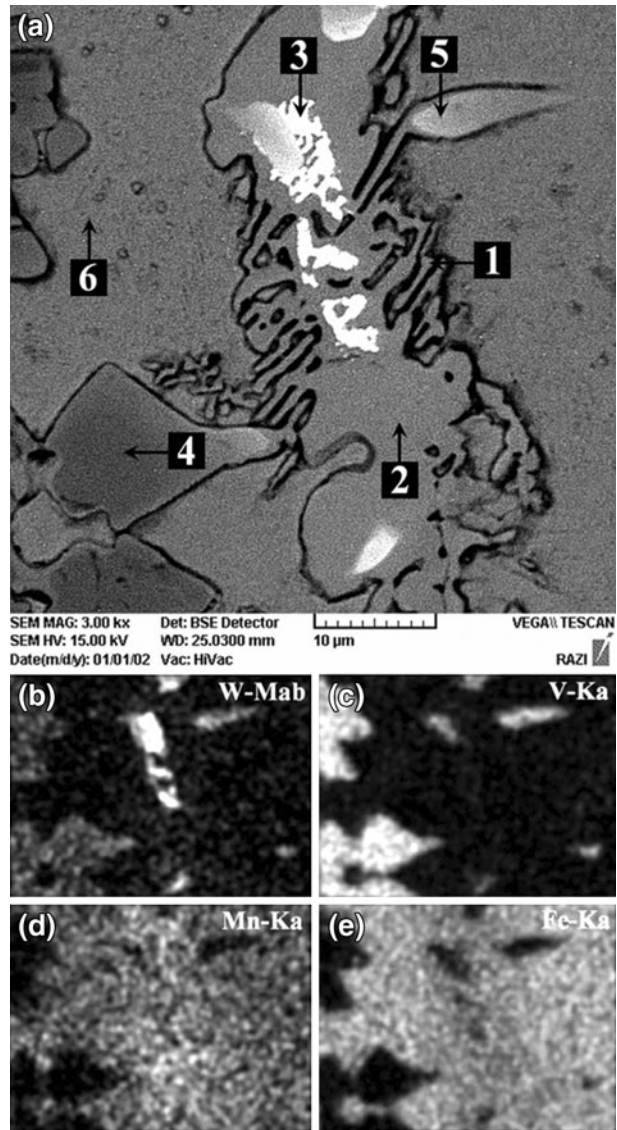 (a)
3
5
1
6
4
2
SEM MAG: 3.00 kx Det: BSE Detector
SEM HV: 15.00 kV WD: 25.0300 mm 10 µm VEGA\\ TESCAN
Date(m/d/y): 01/01/02 Vac: HiVac RAZI
(b) W-Mab
(c) V-Ka
(d) Mn-Ka
(e) Fe-Ka